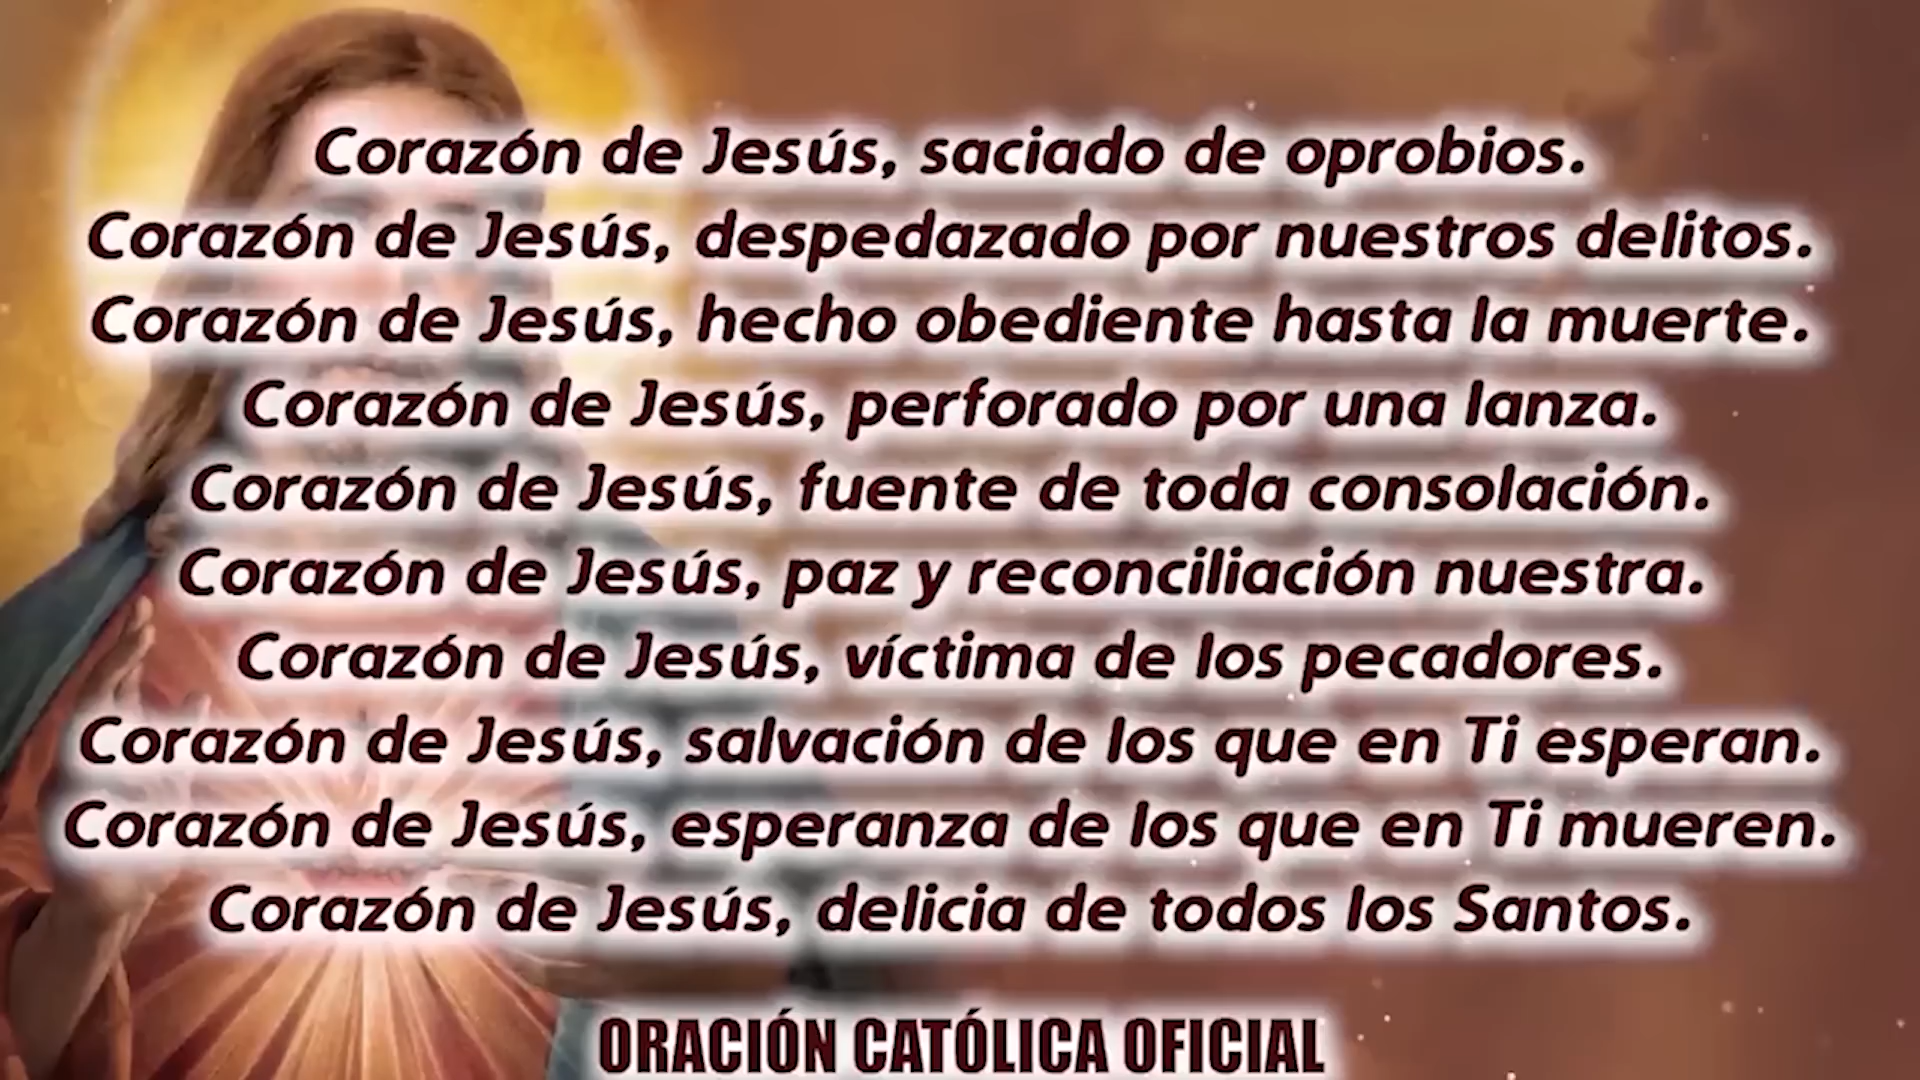 Corazón de Jesús, saciado de oprobios.
Corazón de Jesús, despedazado por nuestros delitos.
Corazón de Jesús, hecho obediente hasta la muerte.
Corazón de Jesús, perforado por una lanza.
Corazón de Jesús, fuente de toda consolación.
Corazón de Jesús, paz y reconciliación nuestra.
Corazón de Jesús, víctima de los pecadores.
Corazón de Jesús, salvación de los que en Ti esperan.
Corazón de Jesús, esperanza de los que en Ti mueren.
Corazón de Jesús, delicia de todos los Santos.
ORACIÓN CATÓLICA OFICIAL